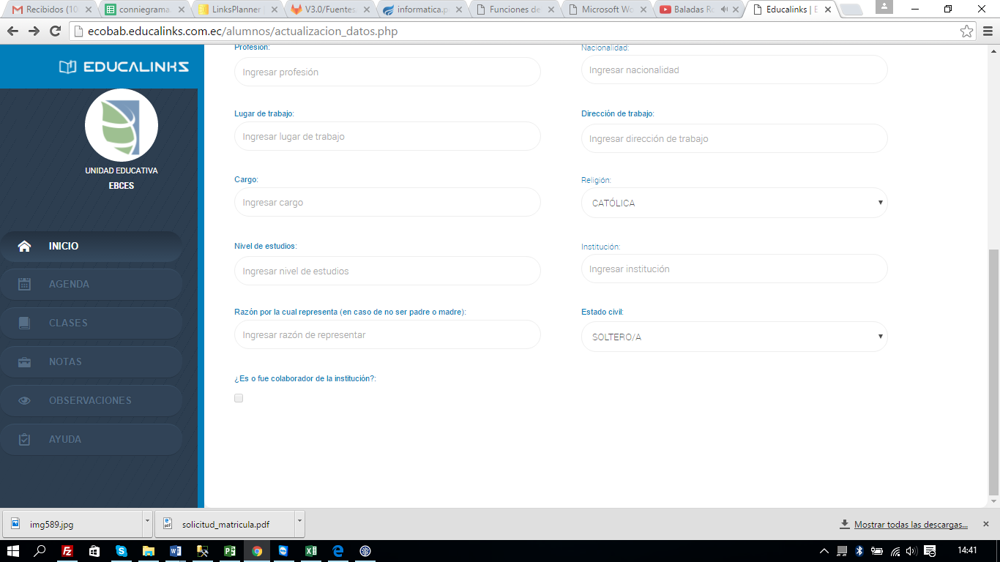 Recibidos (10
conniegrama
LinksPlanner
V3.0/Fuentes
informatica.p
Funciones de
Microsoft Wo
Baladas Ro
Educalinks | E
ecobab.educalinks.com.ec/alumnos/actualizacion_datos.php
EDUCALINKS
UNIDAD EDUCATIVA
EBCES
INICIO
AGENDA
CLASES
NOTAS
OBSERVACIONES
AYUDA
Profesión:
Ingresar profesión
Nacionalidad:
Ingresar nacionalidad
Lugar de trabajo:
Ingresar lugar de trabajo
Dirección de trabajo:
Ingresar dirección de trabajo
Cargo:
Ingresar cargo
Religión:
CATÓLICA
Nivel de estudios:
Ingresar nivel de estudios
Institución:
Ingresar institución
Razón por la cual representa (en caso de no ser padre o madre):
Ingresar razón de representar
Estado civil:
SOLTERO/A
¿Es o fue colaborador de la institución?:
img589.jpg
solicitud_matricula.pdf
Mostrar todas las descargas...
14:41